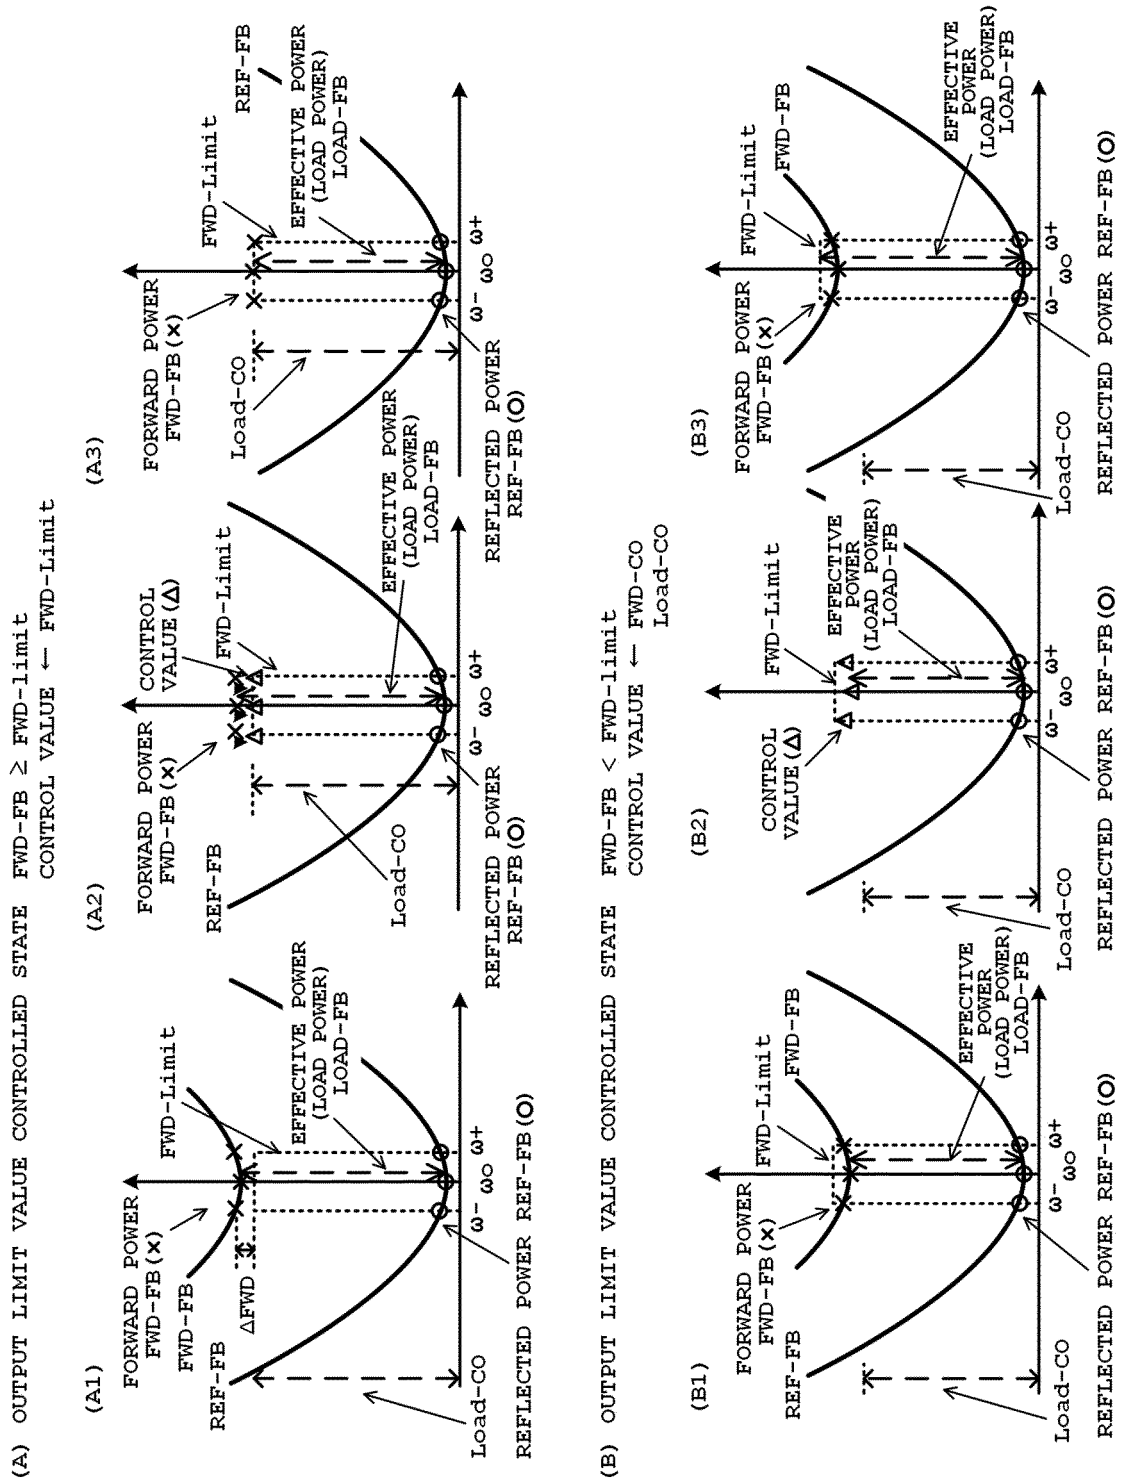 (A) OUTPUT LIMIT VALUE CONTROLLED STATE FWD-FB ≥ FWD-limit
CONTROL VALUE ← FWD-Limit
(A1)
FORWARD POWER
FWD-FB(×)
FWD-FB
REF-FB
ΔFWD
FWD-Limit
EFFECTIVE POWER
(LOAD POWER)
LOAD-FB
ω-
ωo
ω+
Load-CO
REFLECTED POWER REF-FB(O)
(A2)
FORWARD POWER
FWD-FB(×)
CONTROL
VALUE(Δ)
REF-FB
FWD-Limit
EFFECTIVE POWER
(LOAD POWER)
LOAD-FB
Load-CO
ω-
ωo
ω+
REFLECTED POWER
REF-FB(O)
(A3)
FORWARD POWER
FWD-FB(×)
FWD-Limit
REF-FB
Load-CO
EFFECTIVE POWER
(LOAD POWER)
LOAD-FB
ω-
ωo
ω+
REFLECTED POWER
REF-FB(O)
(B) OUTPUT LIMIT VALUE CONTROLLED STATE FWD-FB < FWD-limit
CONTROL VALUE ← FWD-CO
Load-CO
(B1)
FORWARD POWER
FWD-FB(×)
REF-FB
FWD-Limit
FWD-FB
EFFECTIVE
POWER
(LOAD POWER)
LOAD-FB
ω-
ωo
ω+
Load-CO
REFLECTED POWER REF-FB(O)
(B2)
CONTROL
VALUE(Δ)
FWD-Limit
EFFECTIVE
POWER
(LOAD POWER)
LOAD-FB
ω-
ωo
ω+
Load-CO
REFLECTED POWER REF-FB(O)
(B3)
FORWARD POWER
FWD-FB(×)
FWD-Limit
FWD-FB
EFFECTIVE
POWER
(LOAD POWER)
LOAD-FB
ω-
ωo
ω+
Load-CO
REFLECTED POWER REF-FB(O)